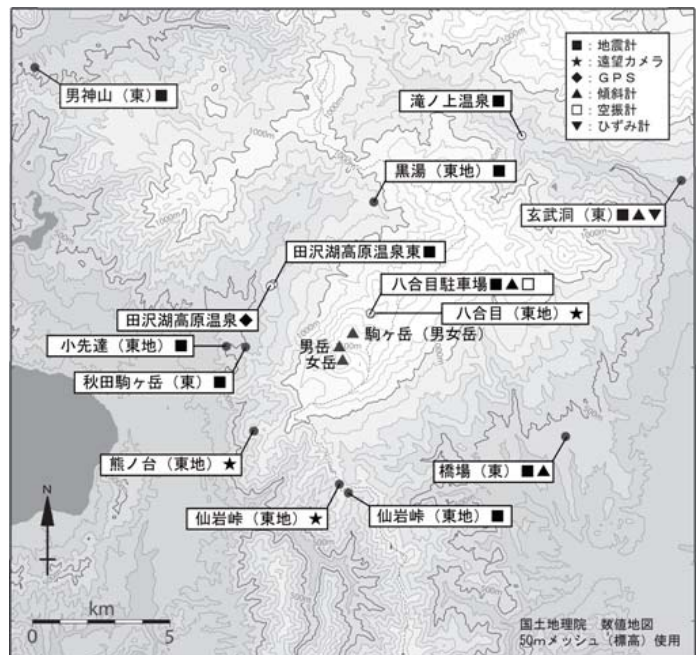 ■：地震計
★：遠望カメラ
◆：ＧＰＳ
▲：傾斜計
□：空振計
▼：ひずみ計
男神山（東）■
滝ノ上温泉■
黒湯（東地）■
玄武洞（東）■▲▼
田沢湖高原温泉東■
八合目駐車場■▲□
田沢湖高原温泉◆
八合目（東地）★
駒ヶ岳（男女岳）
小先達（東地）■
男岳
女岳
秋田駒ヶ岳（東）■
熊ノ台（東地）★
橋場（東）■▲
仙岩峠（東地）★
仙岩峠（東地）■
N
km
0 5
国土地理院　数値地図
50mメッシュ（標高）使用
1000m
1000m
1000m
1000m